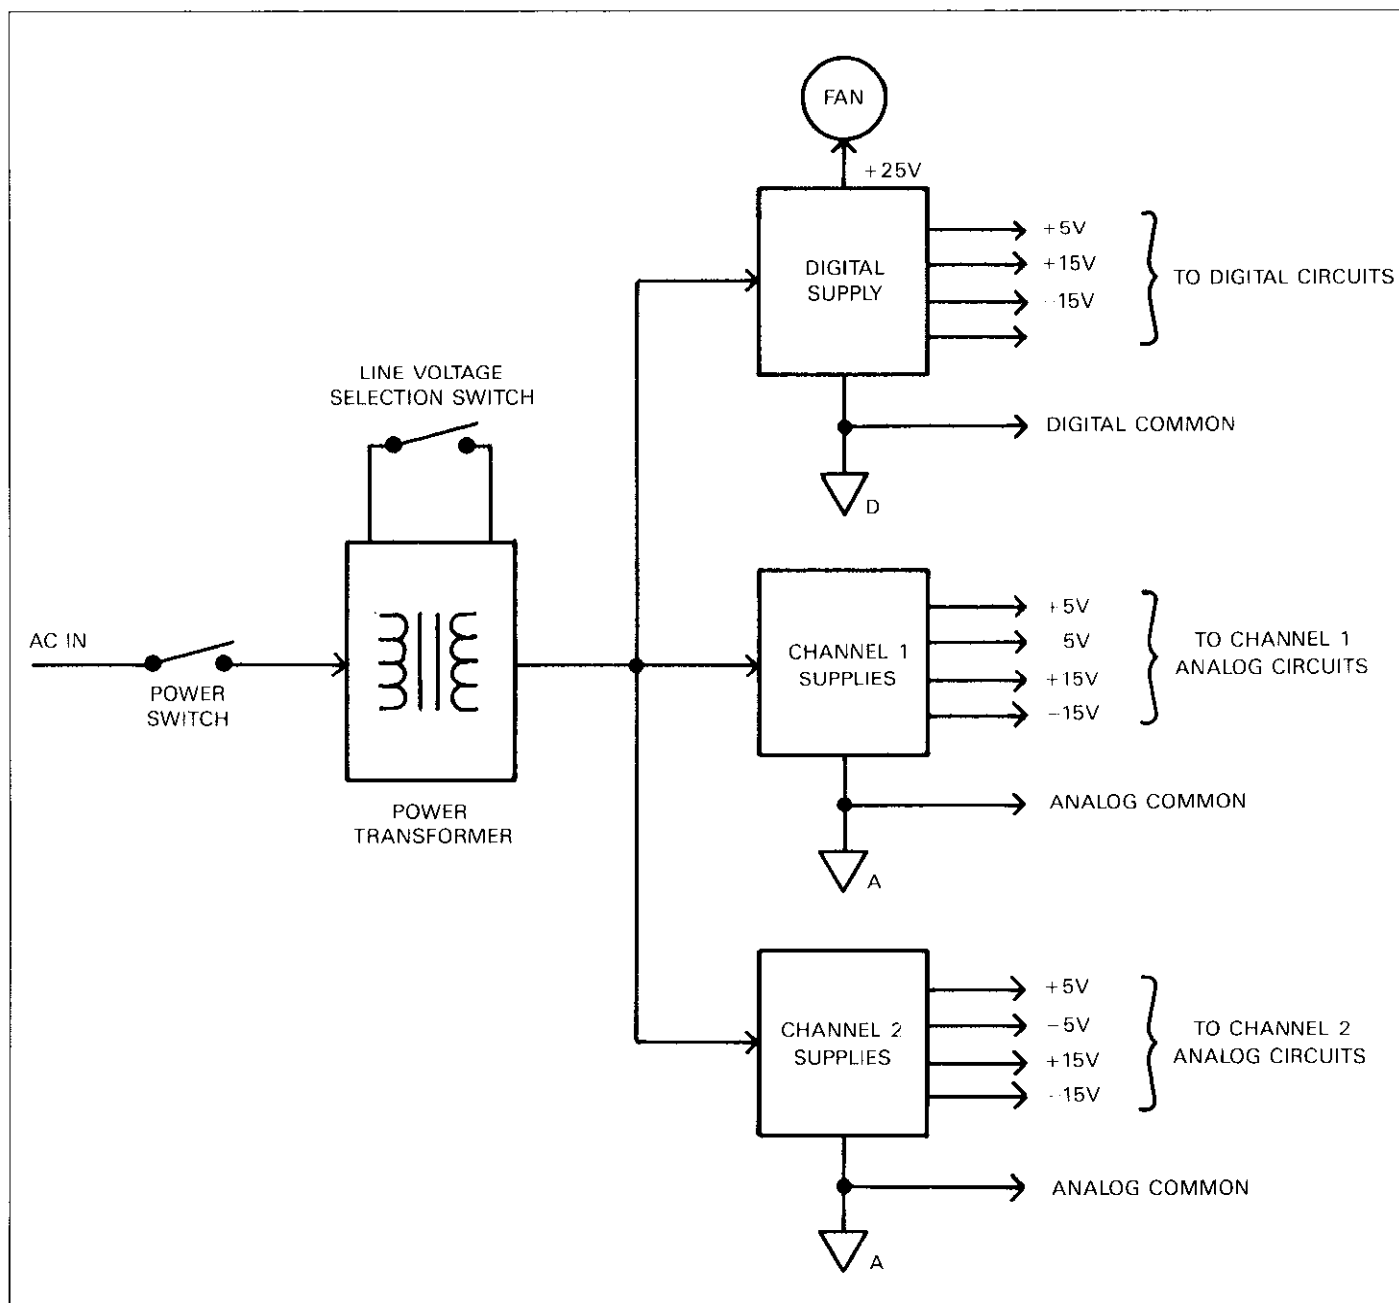 FAN
+25V
DIGITAL
SUPPLY
+5V
+15V
-15V
TO DIGITAL CIRCUITS
DIGITAL COMMON
D
LINE VOLTAGE
SELECTION SWITCH
AC IN
POWER
SWITCH
POWER
TRANSFORMER
CHANNEL 1
SUPPLIES
+5V
5V
+15V
-15V
TO CHANNEL 1
ANALOG CIRCUITS
ANALOG COMMON
A
CHANNEL 2
SUPPLIES
+5V
-5V
+15V
-15V
TO CHANNEL 2
ANALOG CIRCUITS
ANALOG COMMON
A